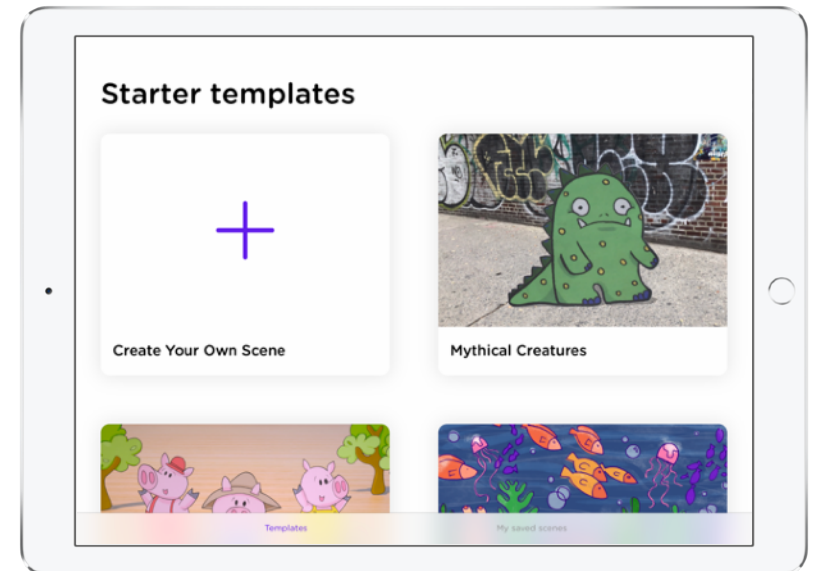 Starter templates
Create Your Own Scene
Mythical Creatures
Templates
My saved scenes